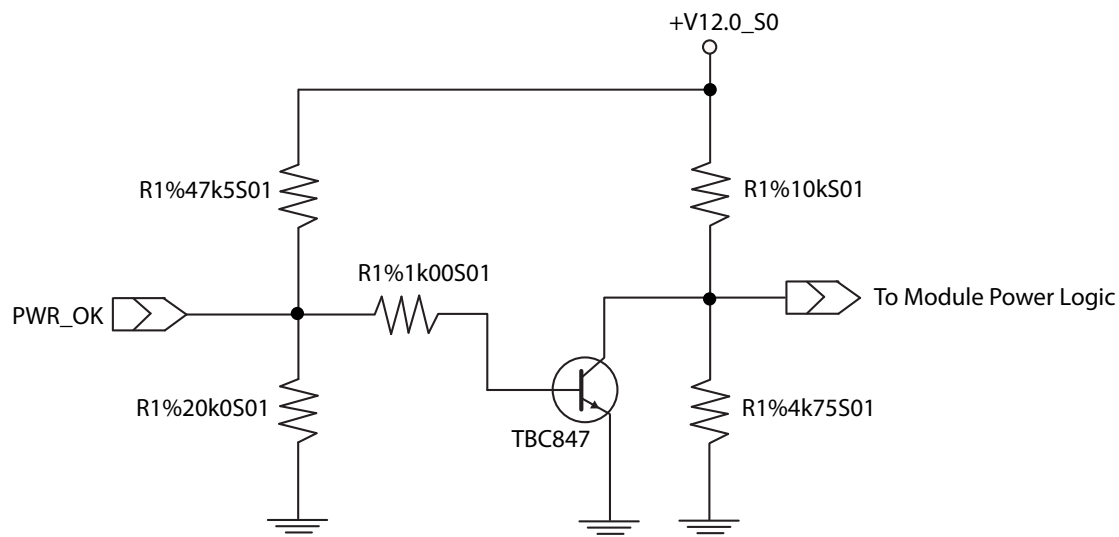 +V12.0_S0
R1%47k5S01
R1%10kS01
R1%1k00S01
PWR_OK
To Module Power Logic
R1%20k0S01
R1%4k75S01
TBC847